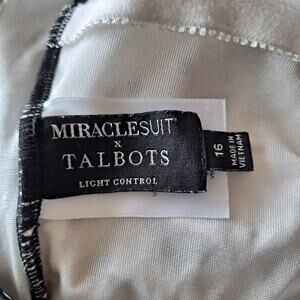 MIRACLESUIT®
X
TALBOTS
LIGHT CONTROL
16
MADE IN
VIETNAM